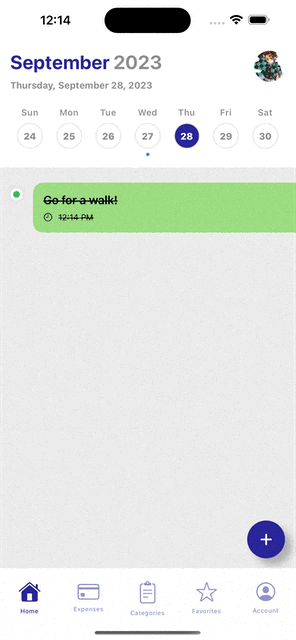 12:14
September 2023
Thursday, September 28, 2023
Sun Mon Tue Wed Thu Fri Sat
24 25 26 27 28 29 30
Go for a walk!
12:14 PM
Home Expenses Categories Favorites Account